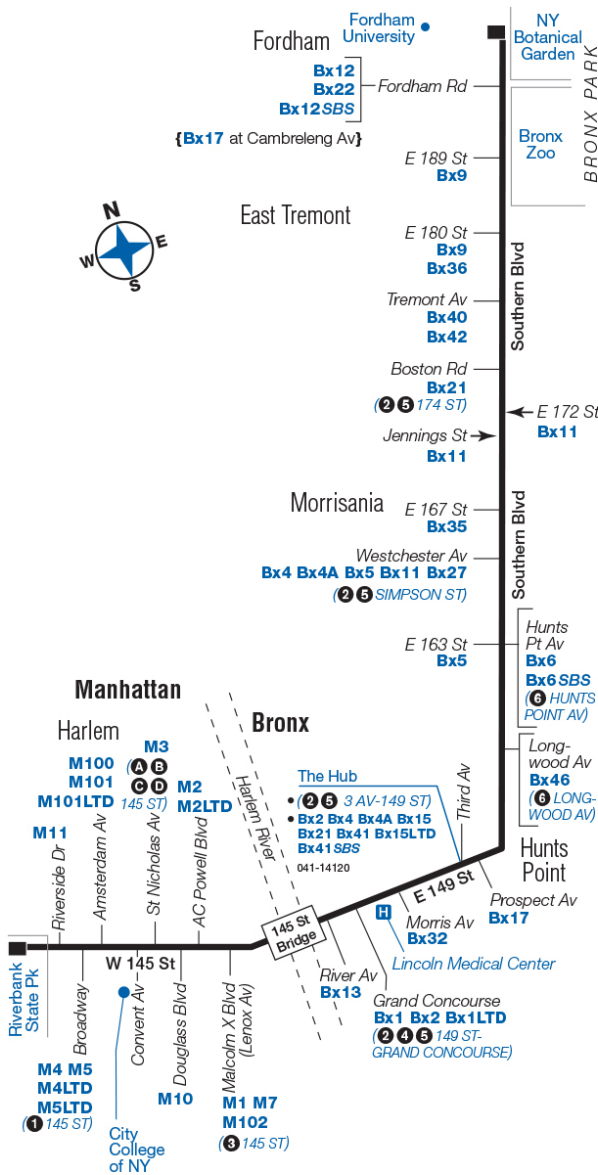 Fordham
Fordham
University
NY
Botanical
Garden
BRONX PARK
Bx12
Bx22
Bx12SBS
Fordham Rd
{Bx17 at Cambreleng Av}
Bronx
Zoo
E 189 St
Bx9
East Tremont
N
E
S
W
E 180 St
Bx9
Bx36
Southern Blvd
Tremont Av
Bx40
Bx42
Boston Rd
Bx21
(2 5 174 ST)
E 172 St
Bx11
Jennings St
Bx11
Morrisania
E 167 St
Bx35
Southern Blvd
Westchester Av
Bx4 Bx4A Bx5 Bx11 Bx27
(2 5 SIMPSON ST)
E 163 St
Bx5
Hunts
Pt Av
Bx6
Bx6SBS
(6 HUNTS
POINT AV)
Long-
wood Av
Bx46
(6 LONG-
WOOD AV)
Hunts
Point
Manhattan
Bronx
Harlem
Harlem River
The Hub
• (2 5 3 AV-149 ST)
• Bx2 Bx4 Bx4A Bx15
Bx21 Bx41 Bx15LTD
Bx41SBS
041-14120
Third Av
M11
Riverside Dr
M100
M101
M101LTD
Amsterdam Av
M3
(A B
C D
145 ST)
St Nicholas Av
M2
M2LTD
AC Powell Blvd
E 149 St
Prospect Av
Bx17
H
Lincoln Medical Center
Morris Av
Bx32
145 St
Bridge
River Av
Bx13
Grand Concourse
Bx1 Bx2 Bx1LTD
(2 4 5 149 ST-
GRAND CONCOURSE)
W 145 St
Riverbank
State Pk
Broadway
M4 M5
M4LTD
M5LTD
(1 145 ST)
Convent Av
City
College
of NY
Douglass Blvd
M10
Malcolm X Blvd
(Lenox Av)
M1 M7
M102
(3 145 ST)